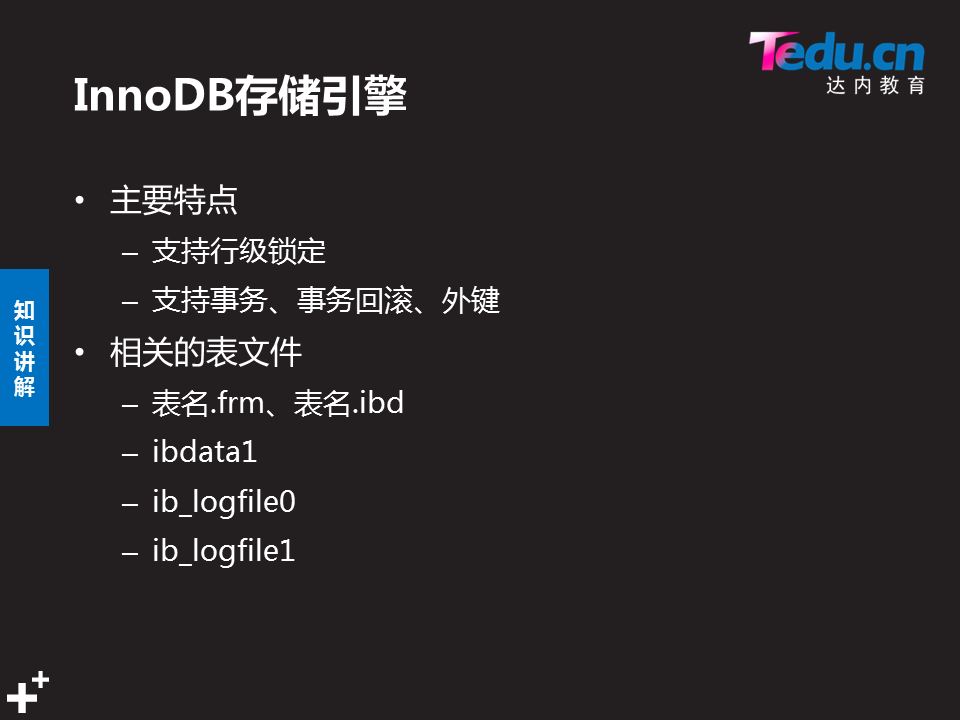 Tedu.cn
达内教育
InnoDB存储引擎
• 主要特点
– 支持行级锁定
– 支持事务、事务回滚、外键
• 相关的表文件
– 表名.frm、表名.ibd
– ibdata1
– ib_logfile0
– ib_logfile1
知识讲解